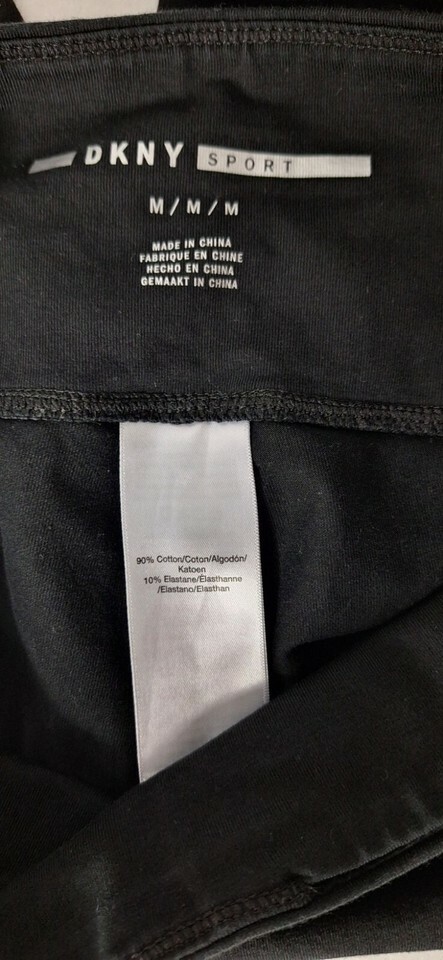 DKNY SPORT
M / M / M
MADE IN CHINA
FABRIQUE EN CHINE
HECHO EN CHINA
GEMAAKT IN CHINA
90% Cotton/Coton/Algodón/
Katoen
10% Elastane/Élasthanne
/Elastano/Elasthan